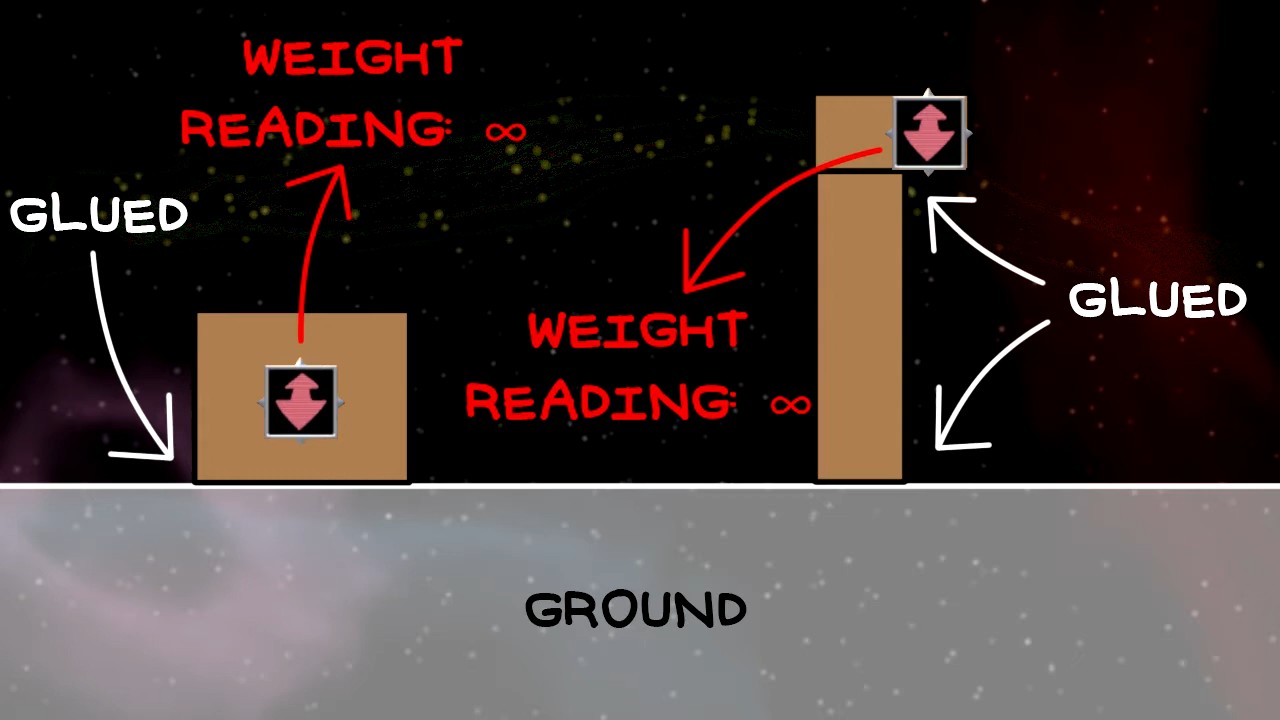 WEIGHT
READING: ∞
GLUED
WEIGHT
READING: ∞
GLUED
GROUND